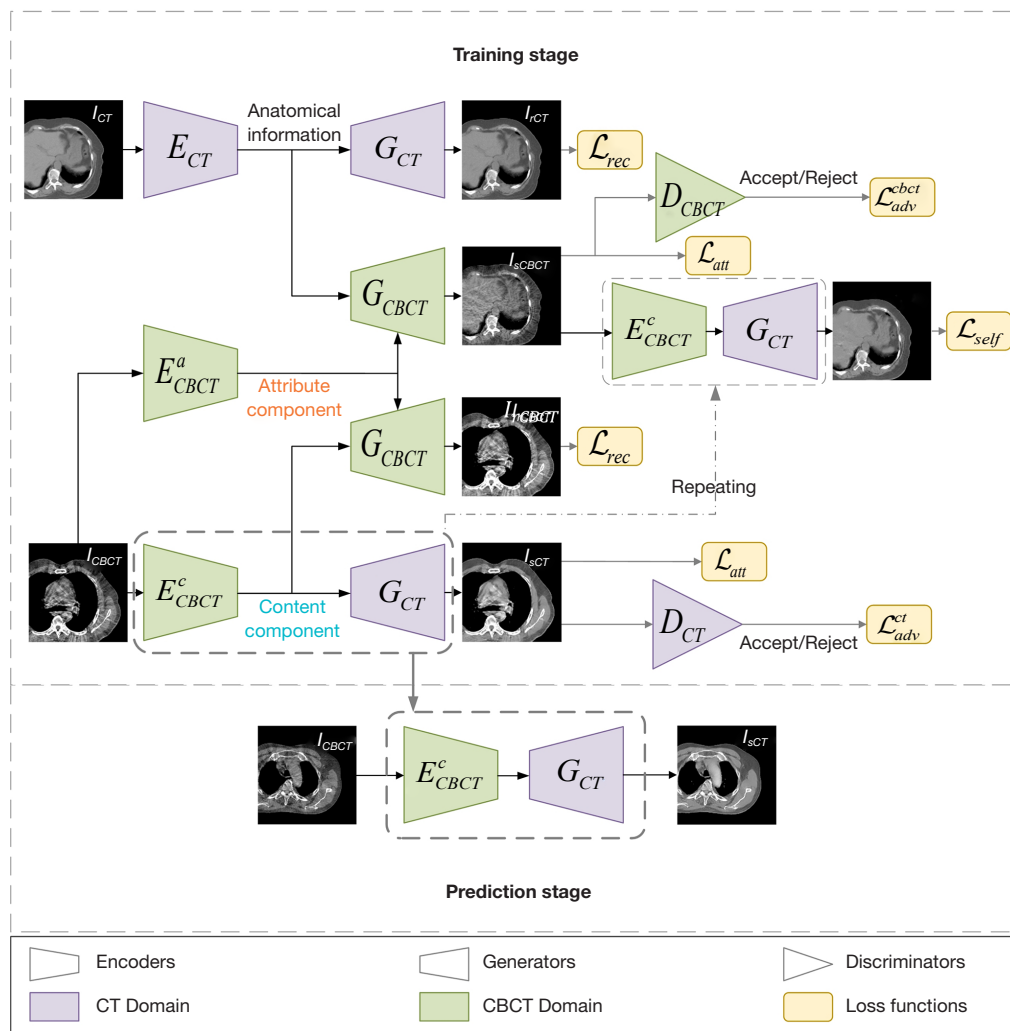 Training stage
I_CT
E_CT
Anatomical
information
G_CT
I_rCT
L_rec
D_CBCT
Accept/Reject
L_adv^cbct
I_sCBCT
L_att
G_CBCT
E_CBCT^c
G_CT
L_self
E_CBCT^a
Attribute
component
G_CBCT
L_rec
Repeating
I_CBCT
E_CBCT^c
Content
component
G_CT
I_sCT
L_att
D_CT
Accept/Reject
L_adv^ct
I_CBCT
E_CBCT^c
G_CT
I_sCT
Prediction stage
Encoders
Generators
Discriminators
CT Domain
CBCT Domain
Loss functions